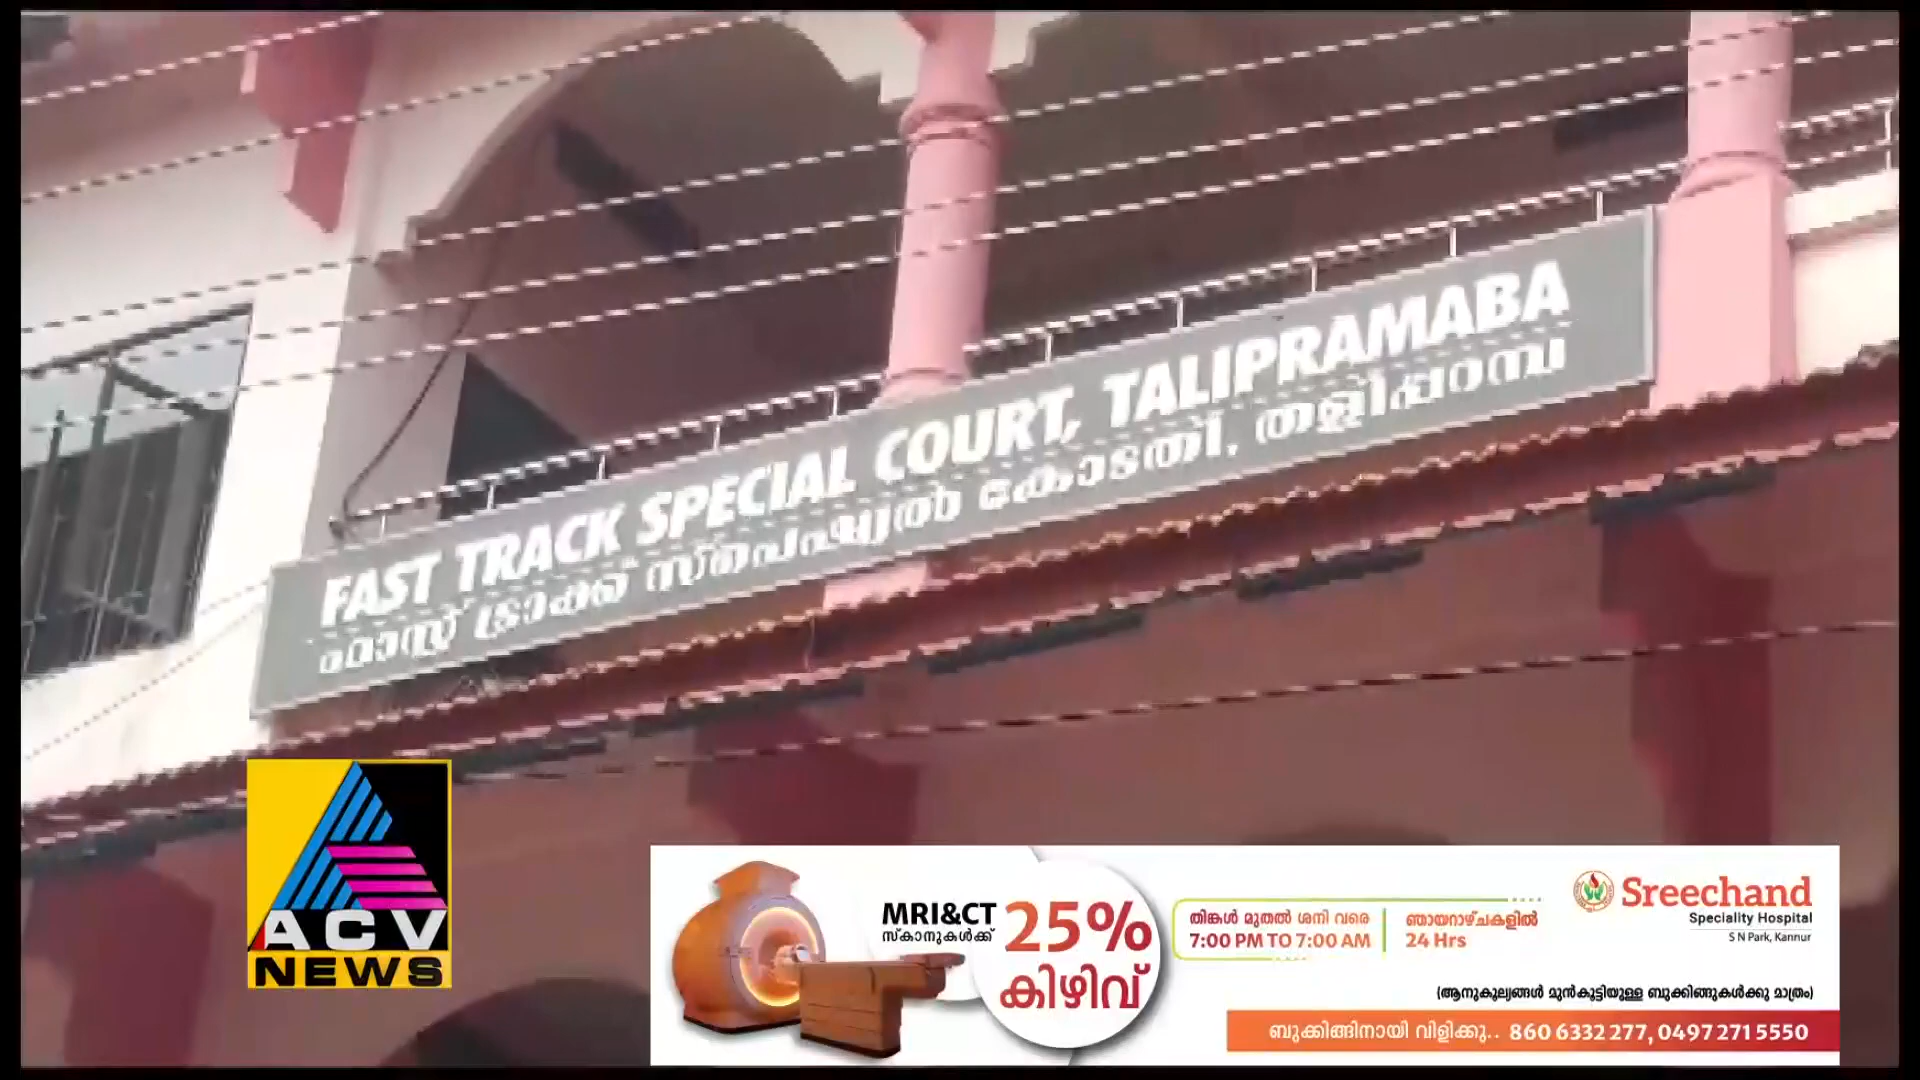 FAST TRACK SPECIAL COURT, TALIPRAMABA
ഫാസ്റ്റ് ട്രാക്ക് സ്പെഷ്യൽ കോടതി, തളിപ്പറമ്പ
ACV
NEWS
MRI&CT
സ്കാനുകൾക്ക്
25%
കിഴിവ്
തിങ്കൾ മുതൽ ശനി വരെ
7:00 PM TO 7:00 AM
ഞായറാഴ്ചകളിൽ
24 Hrs
Sreechand
Speciality Hospital
S N Park, Kannur
(ആനുകൂല്യങ്ങൾ മുൻകൂട്ടിയുള്ള ബുക്കിങ്ങുകൾക്കു മാത്രം)
ബുക്കിങ്ങിനായി വിളിക്കു.. 860 6332 277, 0497 271 5550